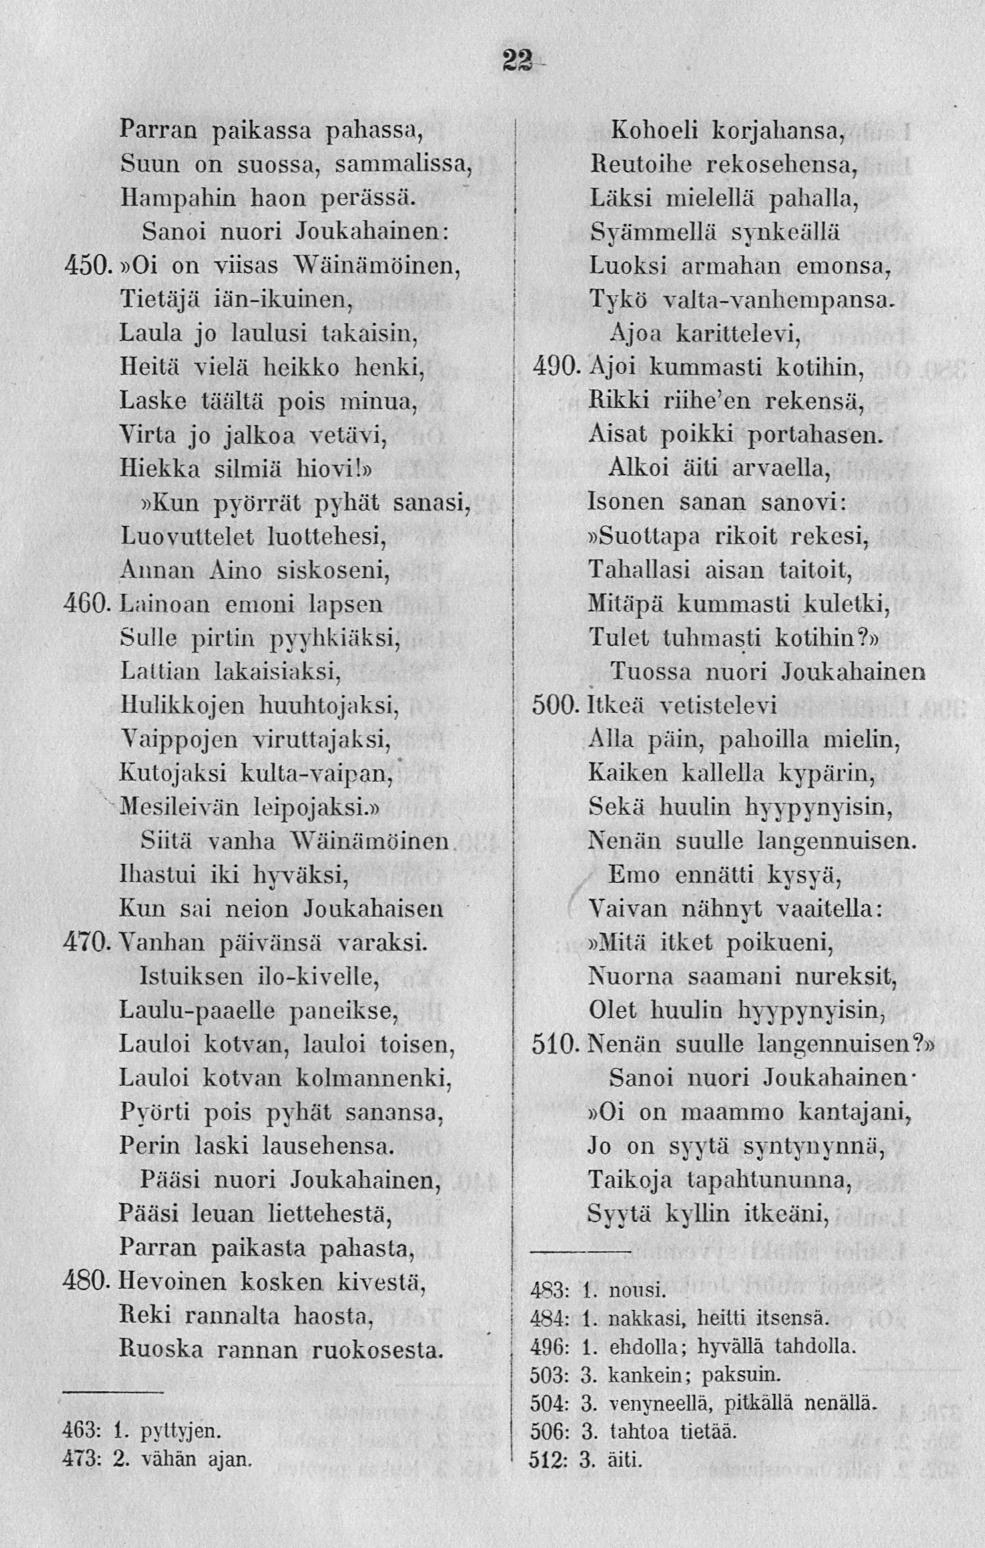 22
Parran paikassa pahassa,
Suun on suossa, sammalissa,
Hampahin haon perässä.
Sanoi nuori Joukahainen:
450. »Oi on viisas Wäinämöinen,
Tietäjä iän-ikuinen,
Laula jo laulusi takaisin,
Heitä vielä heikko henki,
Laske täältä pois minua,
Virta jo jalkoa vetävi,
Hiekka silmiä hiovi!»
»Kun pyörrät pyhät sanasi,
Luovuttelet luottehesi,
Annan Aino siskoseni,
460. Lainoan emoni lapsen
Sulle pirtin pyyhkiäksi,
Lattian lakaisiaksi,
Hulikkojen huuhtojaksi,
Vaippojen viruttajaksi,
Kutojaksi kulta-vaipan,
Mesileivän leipojaksi.»
Siitä vanha Wäinämöinen
Ihastui iki hyväksi,
Kun sai neion Joukahaisen
470. Vanhan päivänsä varaksi.
Istuiksen ilo-kivelle,
Laulu-paaelle paneikse,
Lauloi kotvan, lauloi toisen,
Lauloi kotvan kolmannenki,
Pyörti pois pyhät sanansa,
Perin laski lausehensa.
Pääsi nuori Joukahainen,
Pääsi leuan liettehestä,
Parran paikasta pahasta,
480. Hevoinen kosken kivestä,
Reki rannalta haosta,
Ruoska rannan ruokosesta.
463: 1. pyttyjen.
473: 2. vähän ajan.
Kohoeli korjahansa,
Reutoihe rekosehensa,
Läksi mielellä pahalla,
Syämmellä synkeällä
Luoksi armahan emonsa,
Tykö valta-vanhempansa.
Ajoa karittelevi,
490. Ajoi kummasti kotihin,
Rikki riihe'en rekensä,
Aisat poikki portahasen.
Alkoi äiti arvaella,
Isonen sanan sanovi:
»Suottapa rikoit rekesi,
Tahallasi aisan taitoit,
Mitäpä kummasti kuletki,
Tulet tuhmasti kotihin?»
Tuossa nuori Joukahainen
500. Itkeä vetistelevi
Alla päin, pahoilla mielin,
Kaiken kallella kypärin,
Sekä huulin hyypynyisin,
Nenän suulle langennuisen.
Emo ennätti kysyä,
Vaivan nähnyt vaaitella:
»Mitä itket poikueni,
Nuorna saamani nureksit,
Olet huulin hyypynyisin,
510. Nenän suulle langennuisen?»
Sanoi nuori Joukahainen·
»Oi on maammo kantajani,
Jo on syytä syntynynnä,
Taikoja tapahtununna,
Syytä kyllin itkeäni,
483: 1. nousi.
484: 1. nakkasi, heitti itsensä.
496: 1. ehdolla; hyvällä tahdolla.
503: 3. kankein; paksuin.
504: 3. venyneellä, pitkällä nenällä.
506: 3. tahtoa tietää.
512: 3. äiti.